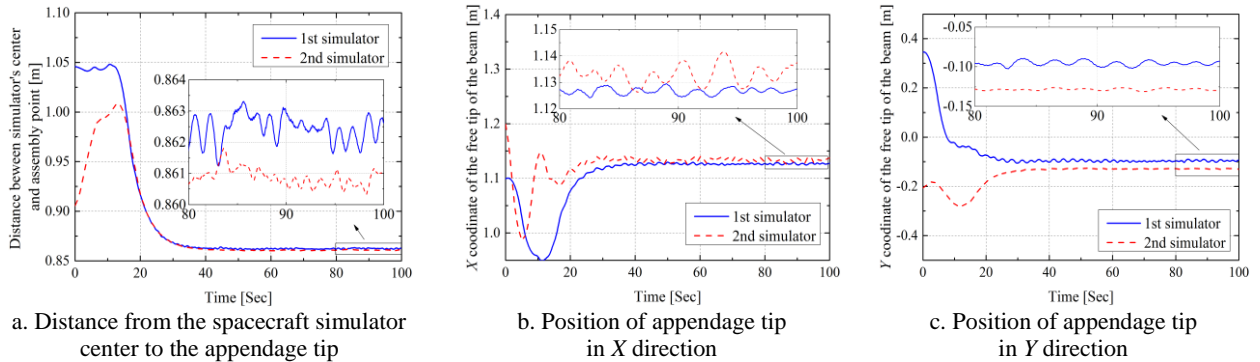 Distance beween simulator's center
and assembly point [m]
1.10
1.05
1.00
0.95
0.90
0.85
1st simulator
2nd simulator
0.864
0.863
0.862
0.861
0.860
80 90 100
0 20 40 60 80 100
Time [Sec]
a. Distance from the spacecraft simulator
center to the appendage tip
X coodinate of the free tip of the beam [m]
1.4
1.3
1.2
1.1
1.0
1.15
1.14
1.13
1.12
80 90 100
1st simulator
2nd simulator
0 20 40 60 80 100
Time [Sec]
b. Position of appendage tip
in X direction
Y coodinate of the free tip of the beam [m]
0.4
0.2
0.0
-0.2
-0.4
-0.05
-0.10
-0.15
80 90 100
1st simulator
2nd simulator
0 20 40 60 80 100
Time [Sec]
c. Position of appendage tip
in Y direction